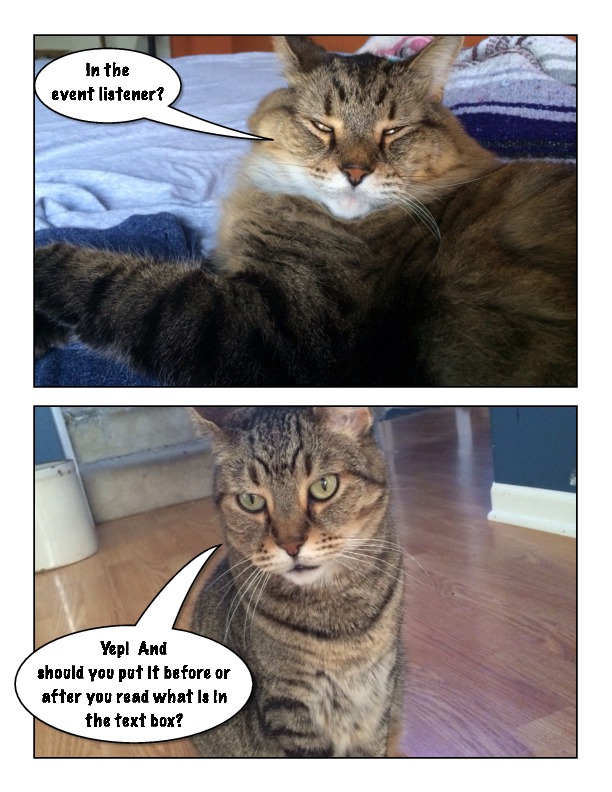 In the
event listener?
Yep! And
should you put it before or
after you read what is in
the text box?